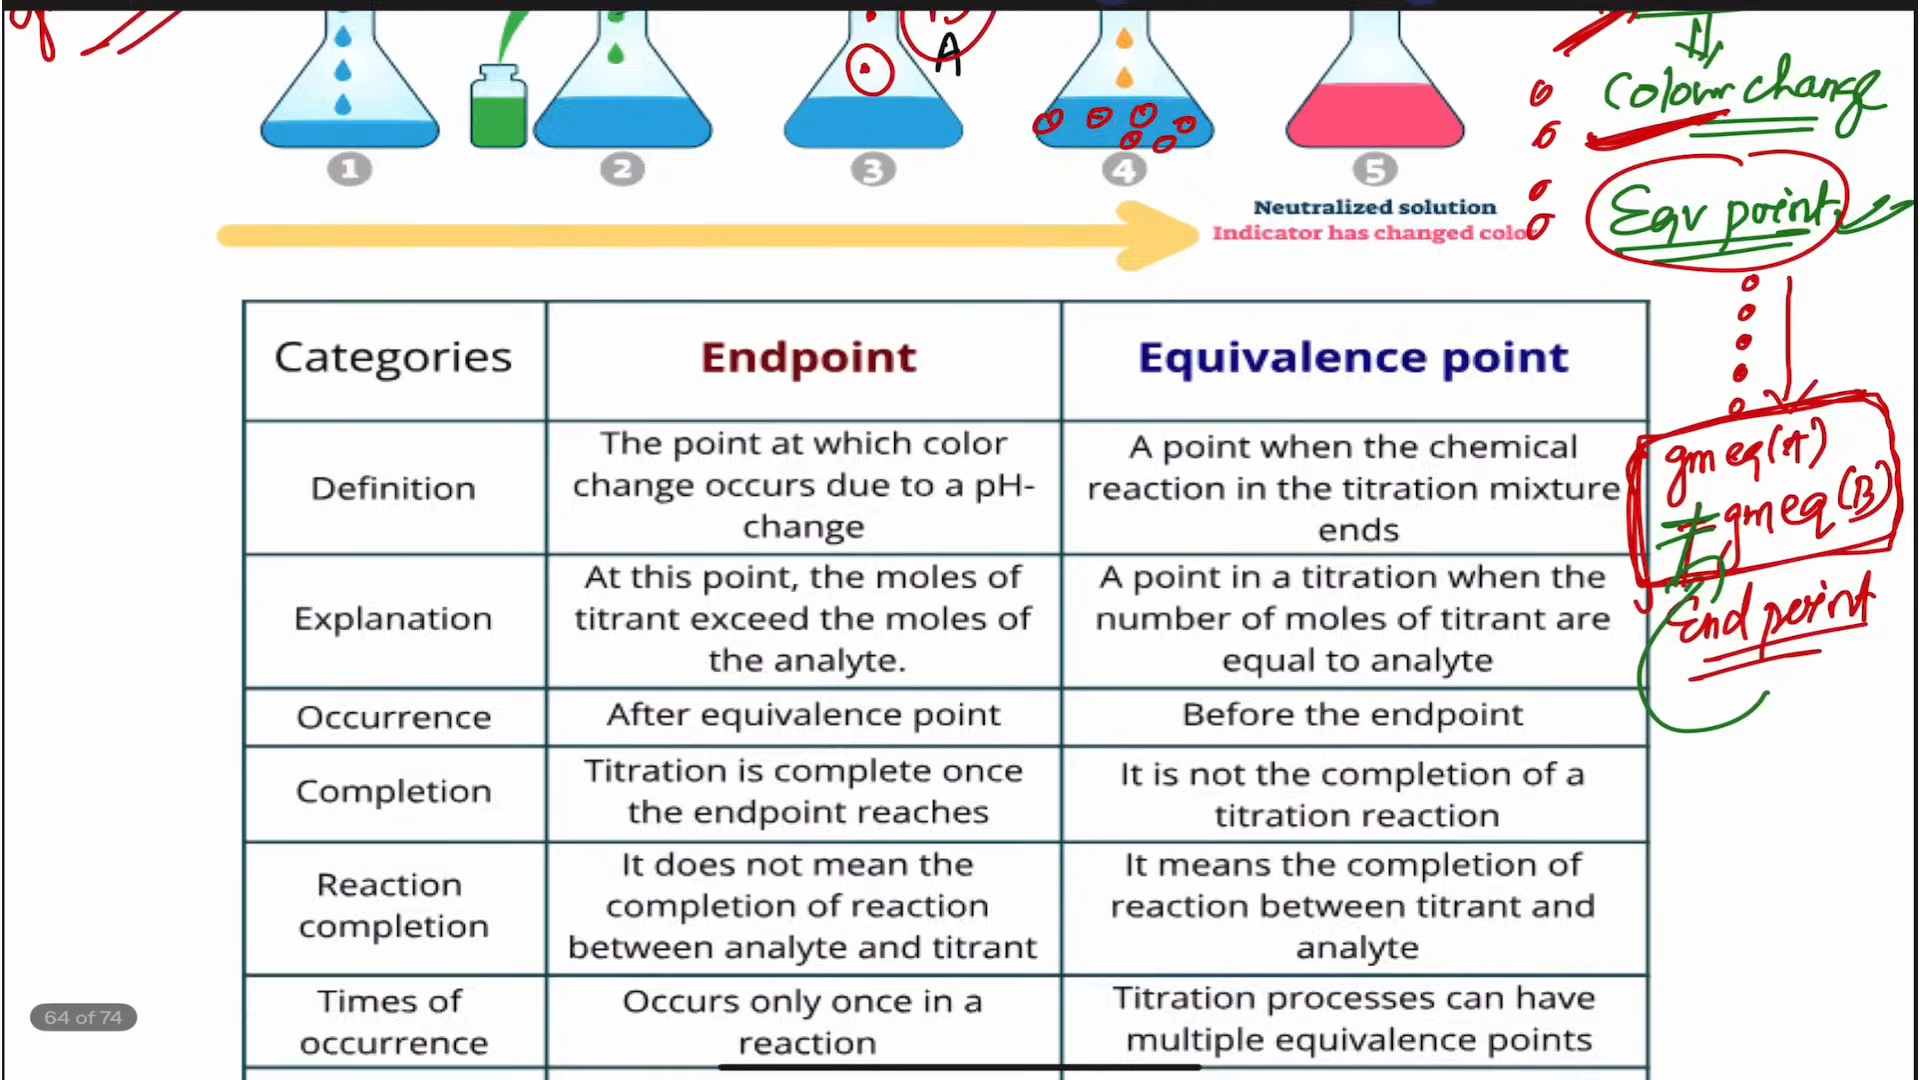 A
Colour change
1
2
3
4
5
Neutralized solution
Indicator has changed color
Eqv point
Categories
Endpoint
Equivalence point
Definition
The point at which color
change occurs due to a pH-
change
A point when the chemical
reaction in the titration mixture
ends
gmeq(A)
= gmeq(B)
Explanation
At this point, the moles of
titrant exceed the moles of
the analyte.
A point in a titration when the
number of moles of titrant are
equal to analyte
End point
Occurrence
After equivalence point
Before the endpoint
Completion
Titration is complete once
the endpoint reaches
It is not the completion of a
titration reaction
Reaction
completion
It does not mean the
completion of reaction
between analyte and titrant
It means the completion of
reaction between titrant and
analyte
Times of
occurrence
Occurs only once in a
reaction
Titration processes can have
multiple equivalence points
64 of 74